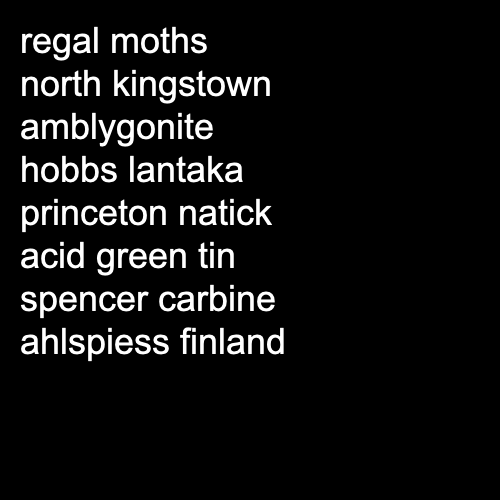 regal moths
north kingstown
amblygonite
hobbs lantaka
princeton natick
acid green tin
spencer carbine
ahlspiess finland